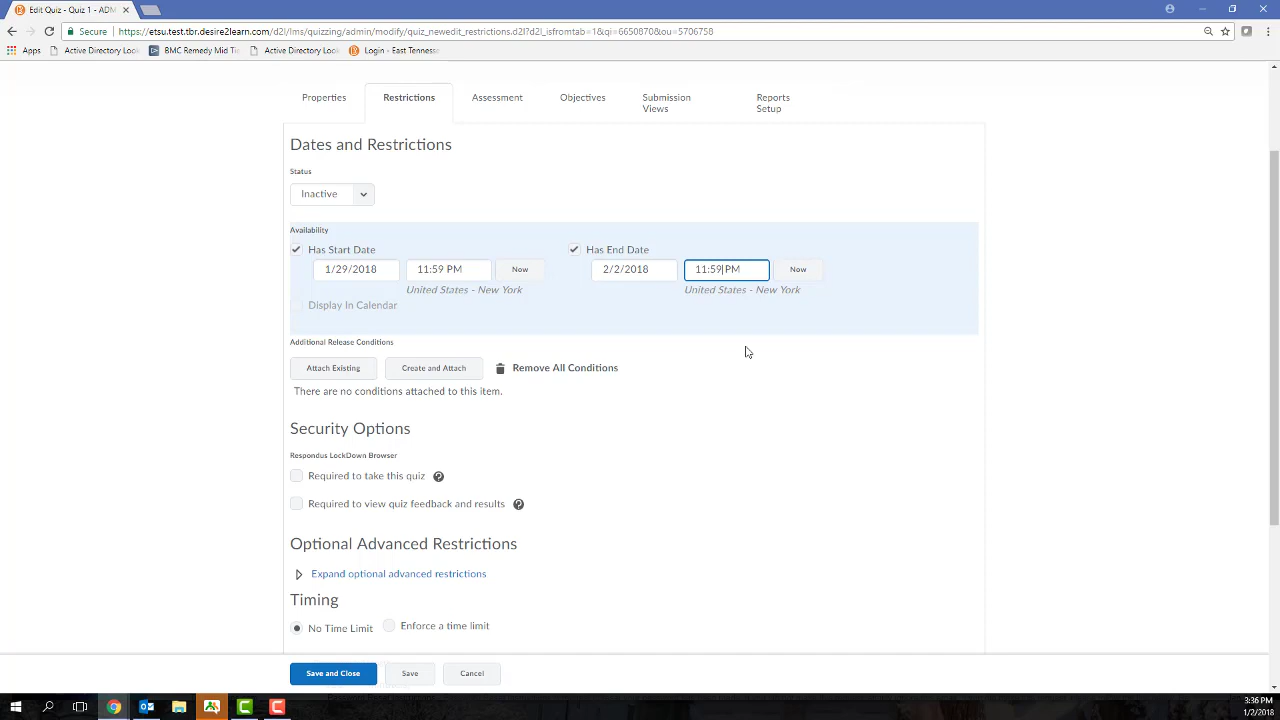 Edit Quiz - Quiz 1 - ADM
Secure
https://etsu.test.tbr.desire2learn.com/d2l/lms/quizzing/admin/modify/quiz_newedit_restrictions.d2l?d2l_isfromtab=1&qi=6650870&ou=5706758
Apps Active Directory Loc BMC Remedy Mid Tie Active Directory Loc Login - East Tennesse
Properties Restrictions Assessment Objectives Submission Views Reports Setup
Dates and Restrictions
Status
Inactive
Availability
Has Start Date Has End Date
1/29/2018 11:59 PM Now 2/2/2018 11:59 PM Now
United States - New York United States - New York
Display In Calendar
Additional Release Conditions
Attach Existing Create and Attach Remove All Conditions
There are no conditions attached to this item.
Security Options
Respondus LockDown Browser
Required to take this quiz
Required to view quiz feedback and results
Optional Advanced Restrictions
Expand optional advanced restrictions
Timing
No Time Limit Enforce a time limit
Save and Close Save Cancel
3:36 PM
1/2/2018